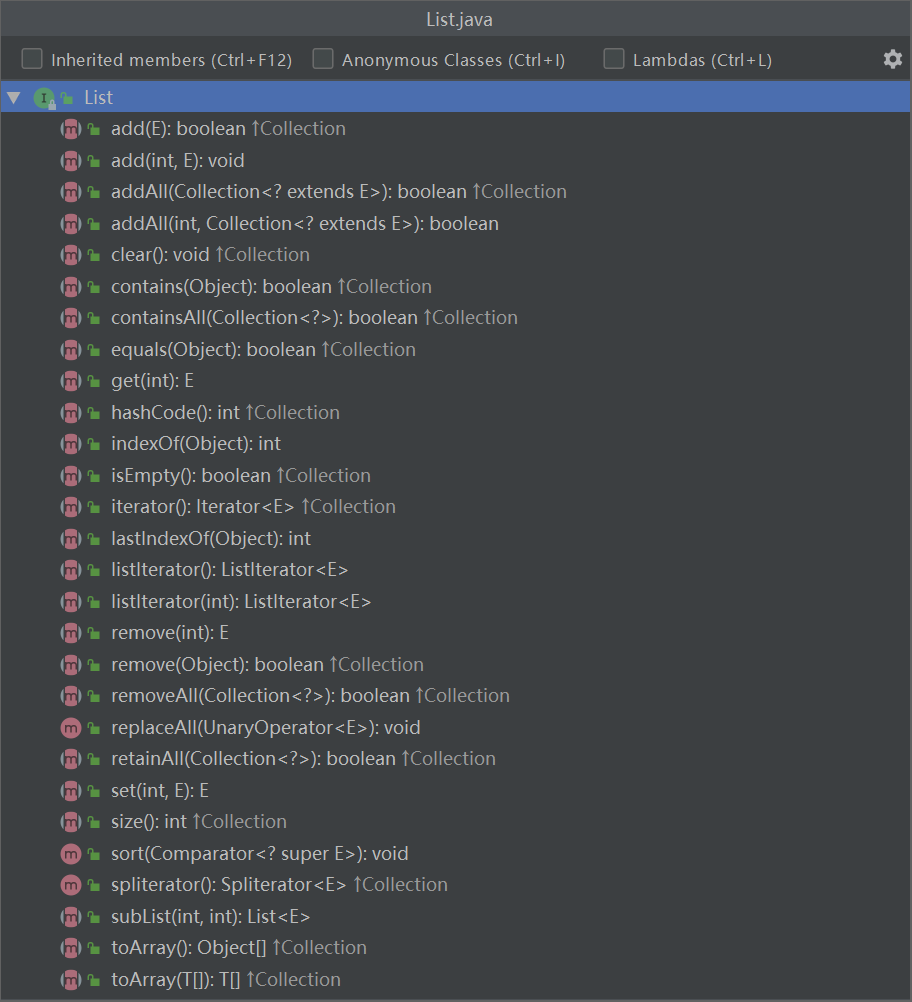 List.java
Inherited members (Ctrl+F12) Anonymous Classes (Ctrl+I) Lambdas (Ctrl+L)
List
add(E): boolean ↑Collection
add(int, E): void
addAll(Collection<? extends E>): boolean ↑Collection
addAll(int, Collection<? extends E>): boolean
clear(): void ↑Collection
contains(Object): boolean ↑Collection
containsAll(Collection<?>): boolean ↑Collection
equals(Object): boolean ↑Collection
get(int): E
hashCode(): int ↑Collection
indexOf(Object): int
isEmpty(): boolean ↑Collection
iterator(): Iterator<E> ↑Collection
lastIndexOf(Object): int
listIterator(): ListIterator<E>
listIterator(int): ListIterator<E>
remove(int): E
remove(Object): boolean ↑Collection
removeAll(Collection<?>): boolean ↑Collection
replaceAll(UnaryOperator<E>): void
retainAll(Collection<?>): boolean ↑Collection
set(int, E): E
size(): int ↑Collection
sort(Comparator<? super E>): void
spliterator(): Spliterator<E> ↑Collection
subList(int, int): List<E>
toArray(): Object[] ↑Collection
toArray(T[]): T[] ↑Collection